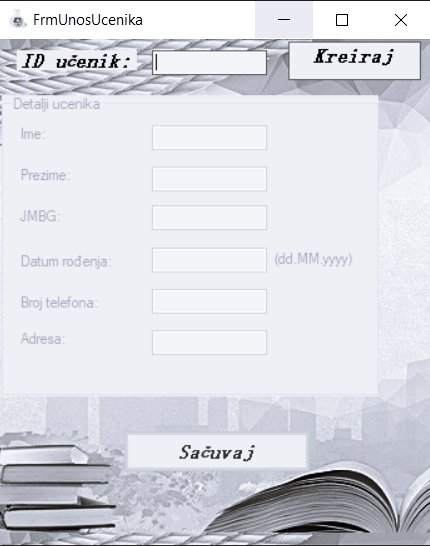 FrmUnosUcenika
ID učenik:
Kreiraj
Detalji ucenika
Ime:
Prezime:
JMBG:
Datum rođenja:
(dd.MM.yyyy)
Broj telefona:
Adresa:
Sačuvaj